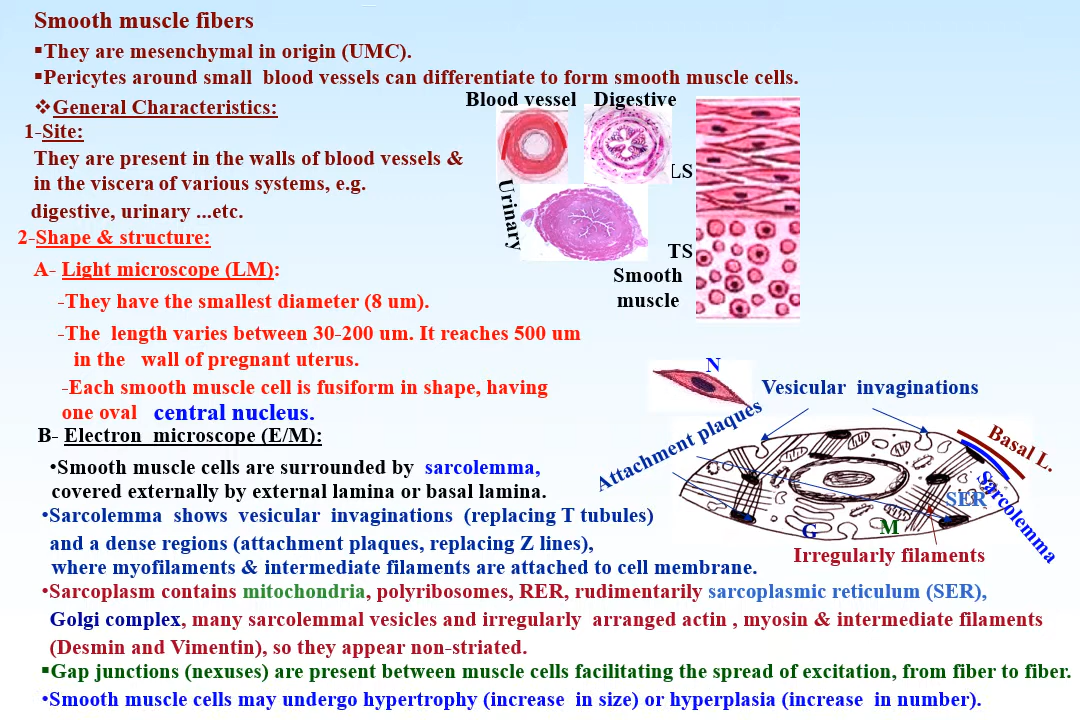 Smooth muscle fibers
▪They are mesenchymal in origin (UMC).
▪Pericytes around small blood vessels can differentiate to form smooth muscle cells.
❖General Characteristics:
1-Site:
They are present in the walls of blood vessels &
in the viscera of various systems, e.g.
digestive, urinary ...etc.
Blood vessel
Digestive
Urinary
LS
TS
Smooth
muscle
2-Shape & structure:
A- Light microscope (LM):
-They have the smallest diameter (8 um).
-The length varies between 30-200 um. It reaches 500 um
in the wall of pregnant uterus.
-Each smooth muscle cell is fusiform in shape, having
one oval central nucleus.
N
Vesicular invaginations
Attachment plaques
Basal L.
Sarcolemma
SER
G
M
Irregularly filaments
B- Electron microscope (E/M):
•Smooth muscle cells are surrounded by sarcolemma,
covered externally by external lamina or basal lamina.
•Sarcolemma shows vesicular invaginations (replacing T tubules)
and a dense regions (attachment plaques, replacing Z lines),
where myofilaments & intermediate filaments are attached to cell membrane.
•Sarcoplasm contains mitochondria, polyribosomes, RER, rudimentarily sarcoplasmic reticulum (SER),
Golgi complex, many sarcolemmal vesicles and irregularly arranged actin , myosin & intermediate filaments
(Desmin and Vimentin), so they appear non-striated.
▪Gap junctions (nexuses) are present between muscle cells facilitating the spread of excitation, from fiber to fiber.
•Smooth muscle cells may undergo hypertrophy (increase in size) or hyperplasia (increase in number).